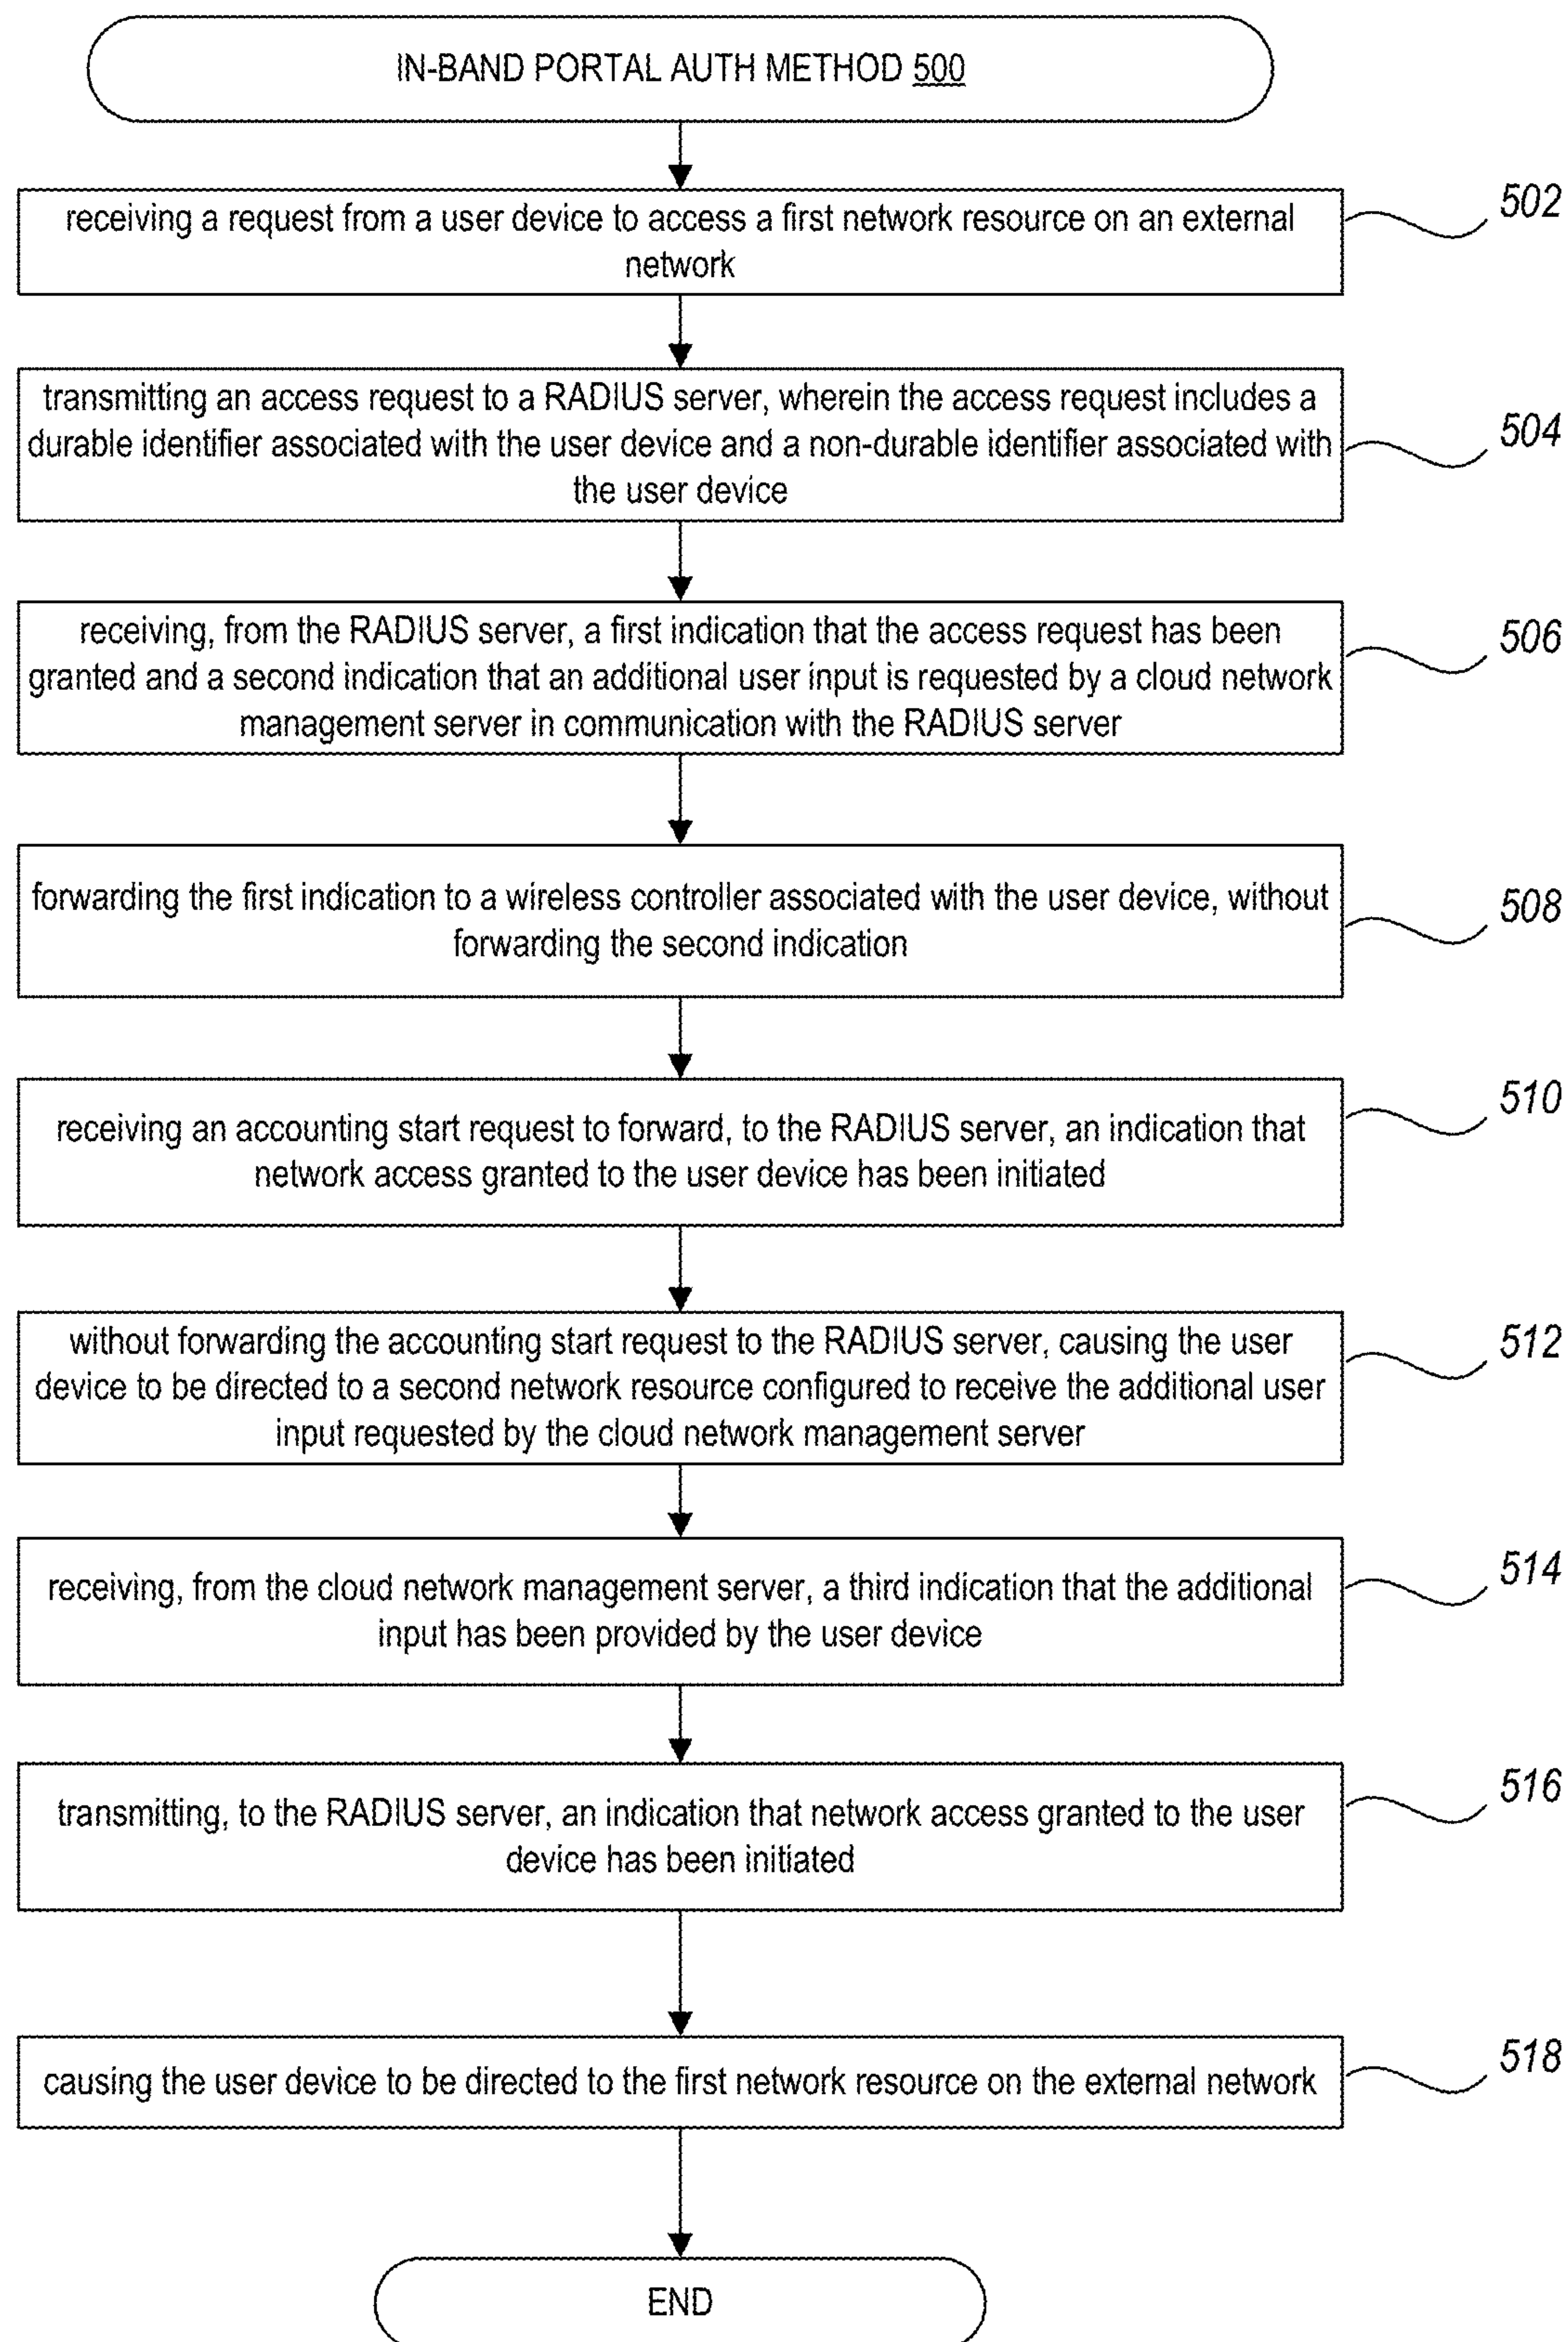 IN-BAND PORTAL AUTH METHOD 500
receiving a request from a user device to access a first network resource on an external
network
502
transmitting an access request to a RADIUS server, wherein the access request includes a
durable identifier associated with the user device and a non-durable identifier associated with
the user device
504
receiving, from the RADIUS server, a first indication that the access request has been
granted and a second indication that an additional user input is requested by a cloud network
management server in communication with the RADIUS server
506
forwarding the first indication to a wireless controller associated with the user device, without
forwarding the second indication
508
receiving an accounting start request to forward, to the RADIUS server, an indication that
network access granted to the user device has been initiated
510
without forwarding the accounting start request to the RADIUS server, causing the user
device to be directed to a second network resource configured to receive the additional user
input requested by the cloud network management server
512
receiving, from the cloud network management server, a third indication that the additional
input has been provided by the user device
514
transmitting, to the RADIUS server, an indication that network access granted to the user
device has been initiated
516
causing the user device to be directed to the first network resource on the external network
518
END